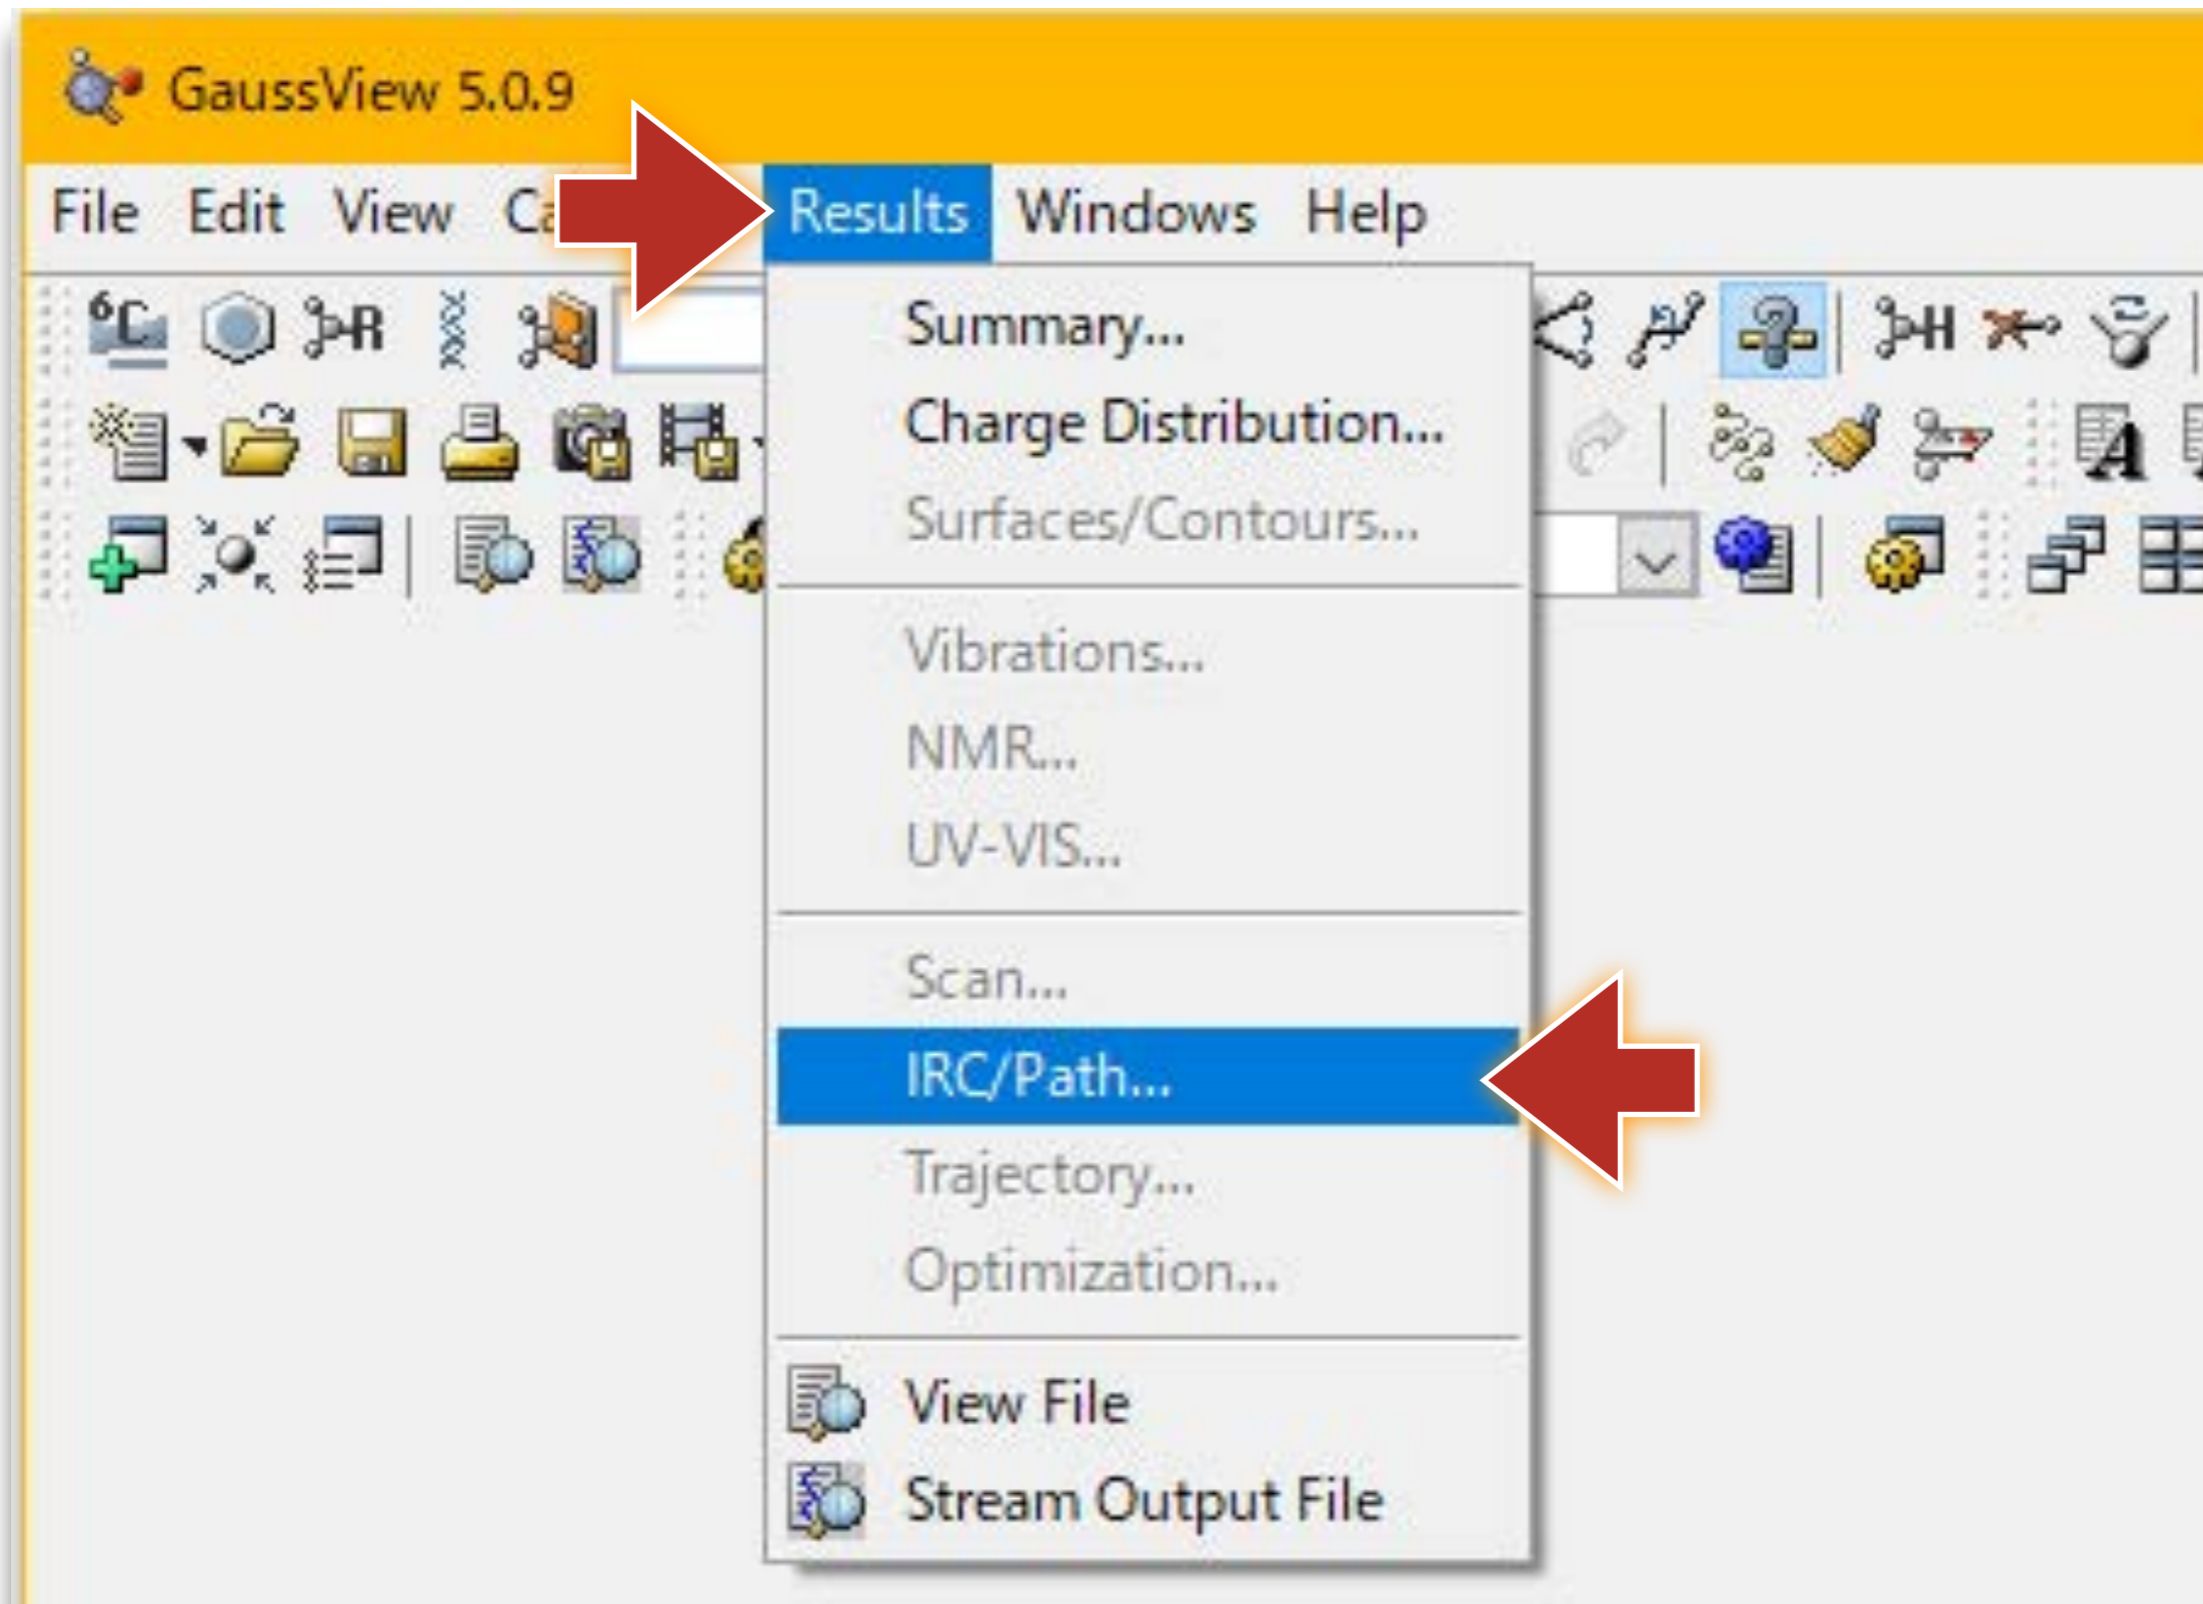 GaussView 5.0.9
File Edit View Results Windows Help
6C R H
Summary...
Charge Distribution...
A
Surfaces/Contours...
Vibrations...
NMR...
UV-VIS...
Scan...
IRC/Path...
Trajectory...
Optimization...
View File
Stream Output File